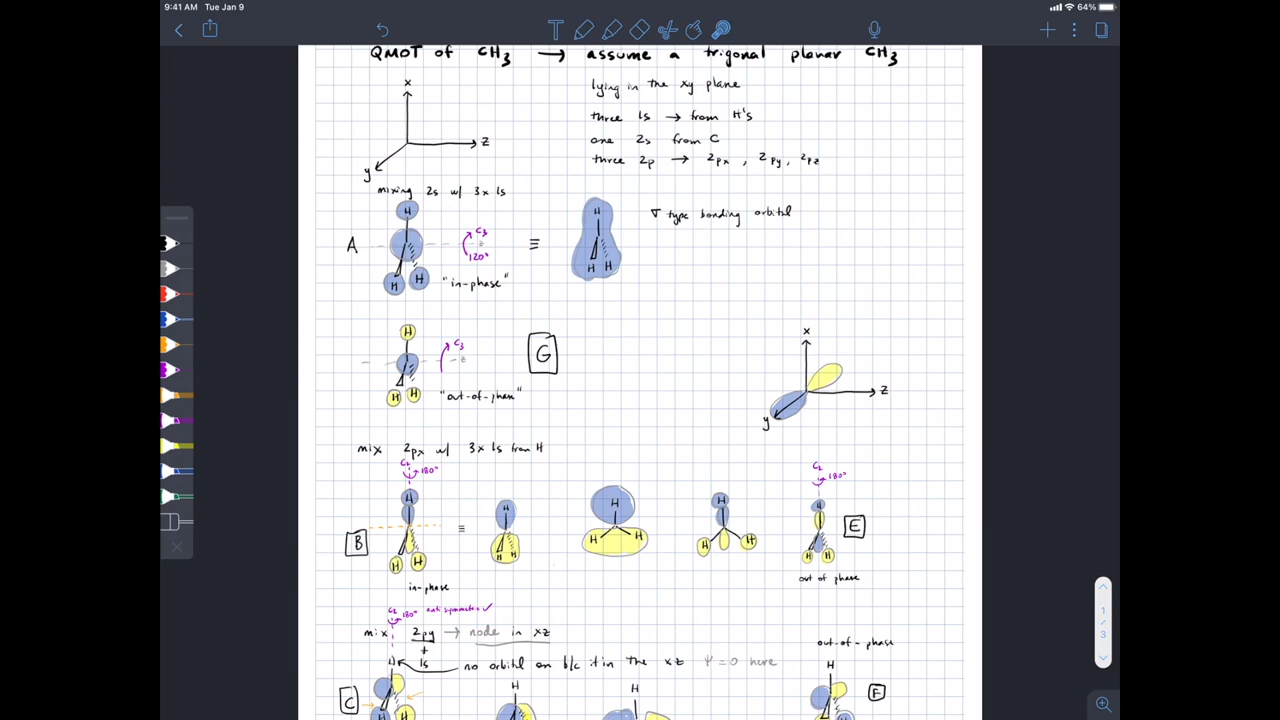 9:41 AM Tue Jan 9
64%
QMOT of CH3 → assume a trigonal planar CH3
lying in the xy plane
three 1s → from H's
one 2s from C
three 2p → 2px, 2py, 2pz
x
z
y
mixing 2s w/ 3x 1s
A
H
H
H
C3
z
120°
"in-phase"
≡
H
H
H
σ type bonding orbital
H
H
H
C3
z
"out-of-phase"
G
x
z
y
mix 2px w/ 3x 1s from H
C2
180°
B
H
H
H
in-phase
≡
H
H
H
H
H
H
H
H
H
C2
180°
H
H
H
E
out of phase
C2
180° antisymmetric ✓
mix 2py → node in xz
+
1s
no orbital on b/c it in the xz ψ=0 here
out-of-phase
H
C
H
H
H
H
H
H
F
1
3